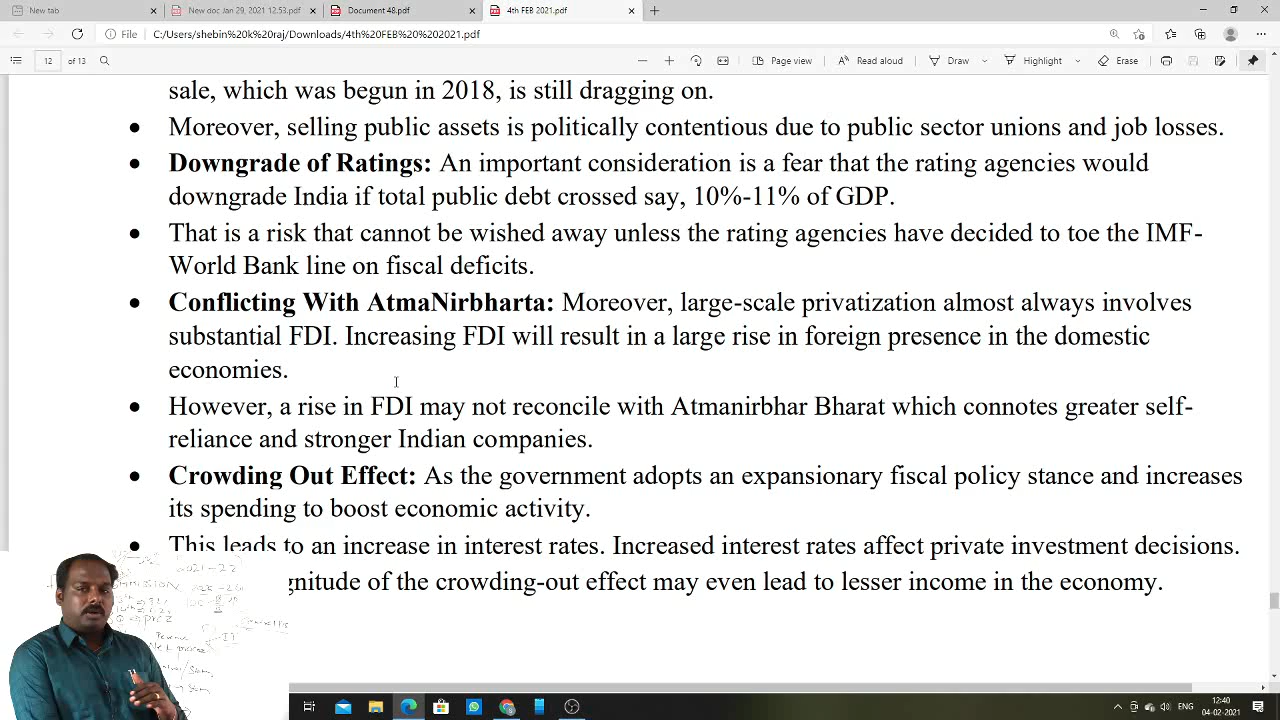 New tab
New doc Jan 29, 2021 12.53.pdf
Document 48.pdf
4th FEB 2021.pdf
File
C:/Users/shebin%20k%20raj/Downloads/4th%20FEB%20%202021.pdf
12 of 13
Page view
Read aloud
Draw
Highlight
Erase
sale, which was begun in 2018, is still dragging on.
• Moreover, selling public assets is politically contentious due to public sector unions and job losses.
• Downgrade of Ratings: An important consideration is a fear that the rating agencies would
downgrade India if total public debt crossed say, 10%-11% of GDP.
• That is a risk that cannot be wished away unless the rating agencies have decided to toe the IMF-
World Bank line on fiscal deficits.
• Conflicting With AtmaNirbharta: Moreover, large-scale privatization almost always involves
substantial FDI. Increasing FDI will result in a large rise in foreign presence in the domestic
economies.
• However, a rise in FDI may not reconcile with Atmanirbhar Bharat which connotes greater self-
reliance and stronger Indian companies.
• Crowding Out Effect: As the government adopts an expansionary fiscal policy stance and increases
its spending to boost economic activity.
• This leads to an increase in interest rates. Increased interest rates affect private investment decisions.
gnitude of the crowding-out effect may even lead to lesser income in the economy.
2021-22
ENG
12:40
04-02-2021